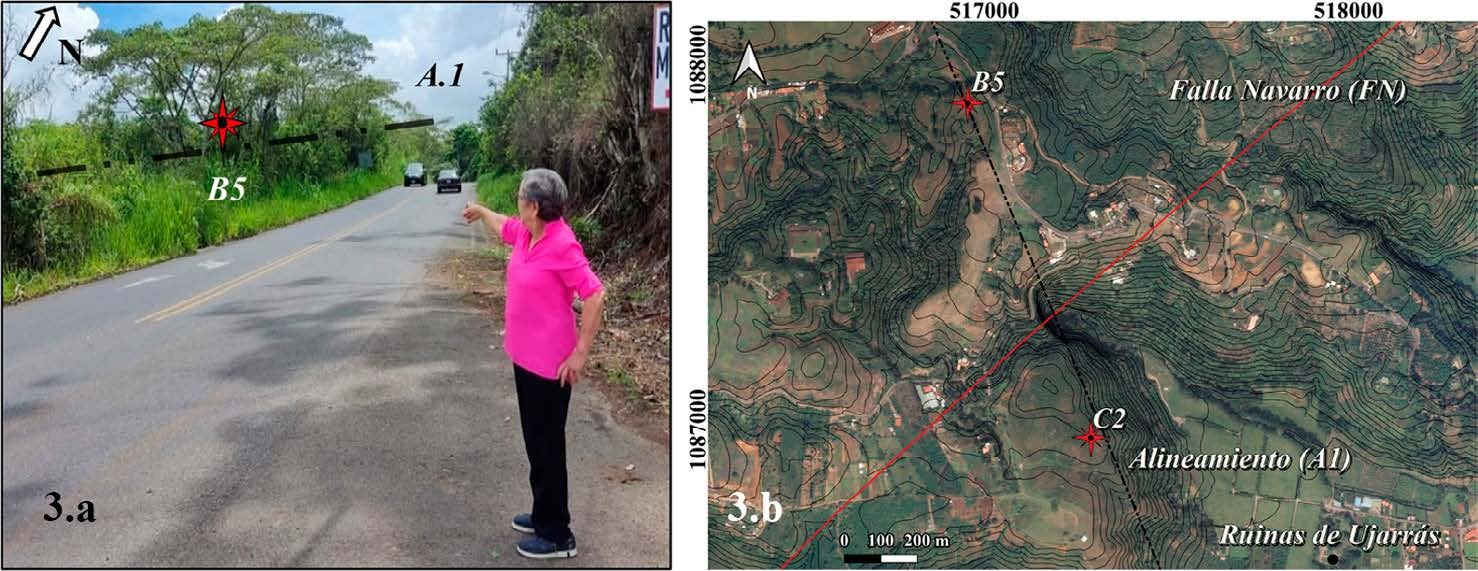 N
A.1
R
M
B5
3.a
517000
518000
1088000
N
B5
Falla Navarro (FN)
1087000
C2
Alineamiento (A1)
3.b
0 100 200 m
Ruinas de Ujarrás